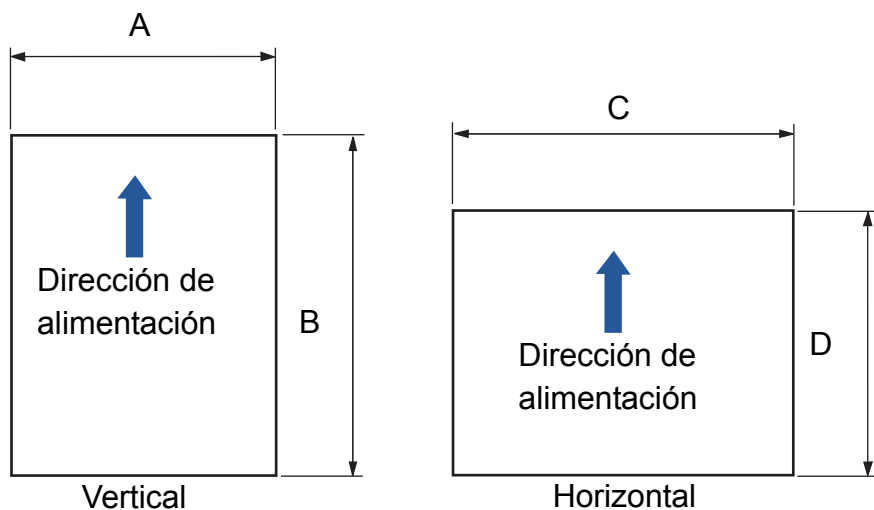 A
Dirección de
alimentación
B
Vertical
C
Dirección de
alimentación
D
Horizontal